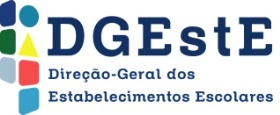 DGEstE
Direção-Geral dos
Estabelecimentos Escolares